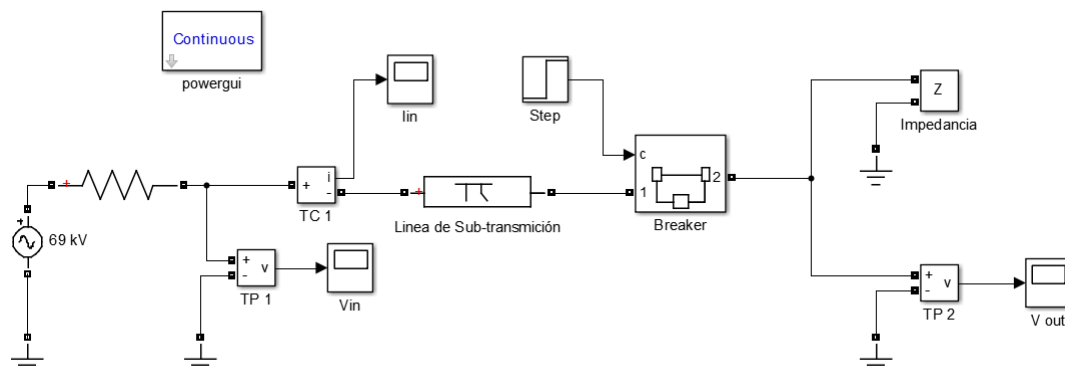 Continuous
powergui
Iin
Step
Z
Impedancia
c
1
2
Breaker
+
i
+
-
TC 1
+
Linea de Sub-transmición
+
69 kV
+
-
v
TP 1
Vin
+
-
v
TP 2
V out